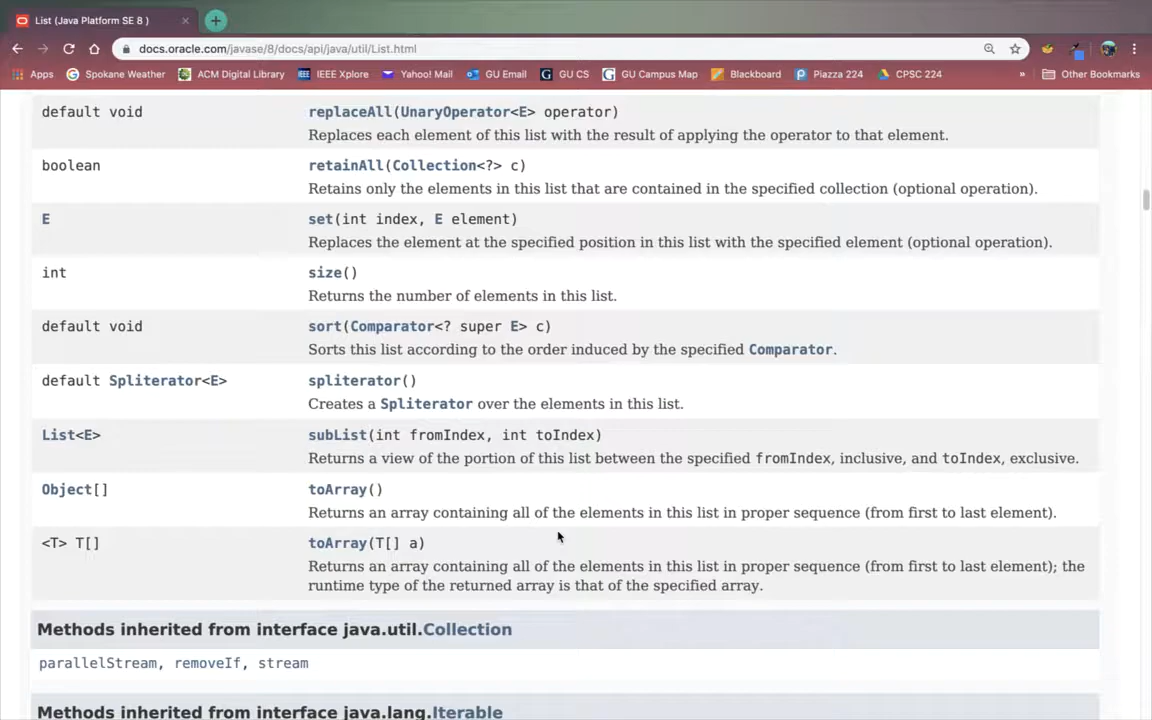 List (Java Platform SE 8 )
docs.oracle.com/javase/8/docs/api/java/util/List.html
Apps Spokane Weather ACM Digital Library IEEE Xplore Yahoo! Mail GU Email GU CS GU Campus Map Blackboard Piazza 224 CPSC 224 » Other Bookmarks
default void replaceAll(UnaryOperator<E> operator)
Replaces each element of this list with the result of applying the operator to that element.
boolean retainAll(Collection<?> c)
Retains only the elements in this list that are contained in the specified collection (optional operation).
E set(int index, E element)
Replaces the element at the specified position in this list with the specified element (optional operation).
int size()
Returns the number of elements in this list.
default void sort(Comparator<? super E> c)
Sorts this list according to the order induced by the specified Comparator.
default Spliterator<E> spliterator()
Creates a Spliterator over the elements in this list.
List<E> subList(int fromIndex, int toIndex)
Returns a view of the portion of this list between the specified fromIndex, inclusive, and toIndex, exclusive.
Object[] toArray()
Returns an array containing all of the elements in this list in proper sequence (from first to last element).
<T> T[] toArray(T[] a)
Returns an array containing all of the elements in this list in proper sequence (from first to last element); the
runtime type of the returned array is that of the specified array.
Methods inherited from interface java.util.Collection
parallelStream, removeIf, stream
Methods inherited from interface java.lang.Iterable